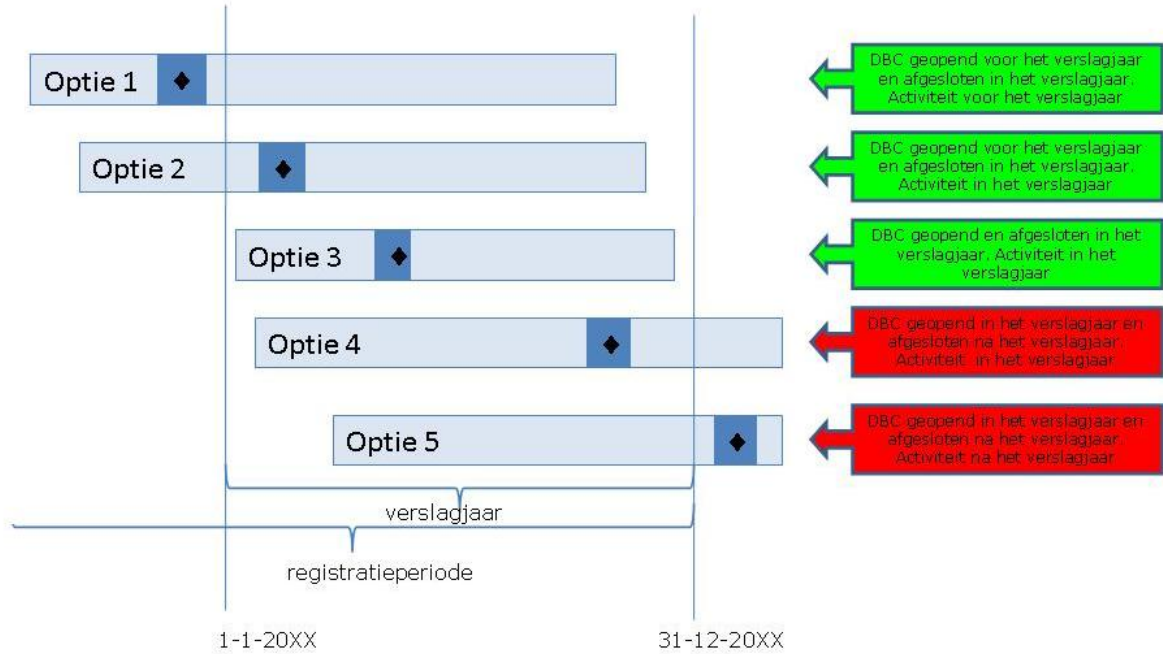 Optie 1
DBC geopend voor het verslagjaar
en afgesloten in het verslagjaar.
Activiteit voor het verslagjaar
Optie 2
DBC geopend voor het verslagjaar
en afgesloten in het verslagjaar.
Activiteit in het verslagjaar
Optie 3
DBC geopend en afgesloten in het
verslagjaar. Activiteit in het
verslagjaar
Optie 4
DBC geopend in het verslagjaar en
afgesloten na het verslagjaar.
Activiteit in het verslagjaar
Optie 5
DBC geopend in het verslagjaar en
afgesloten na het verslagjaar.
Activiteit na het verslagjaar
verslagjaar
registratieperiode
1-1-20XX
31-12-20XX